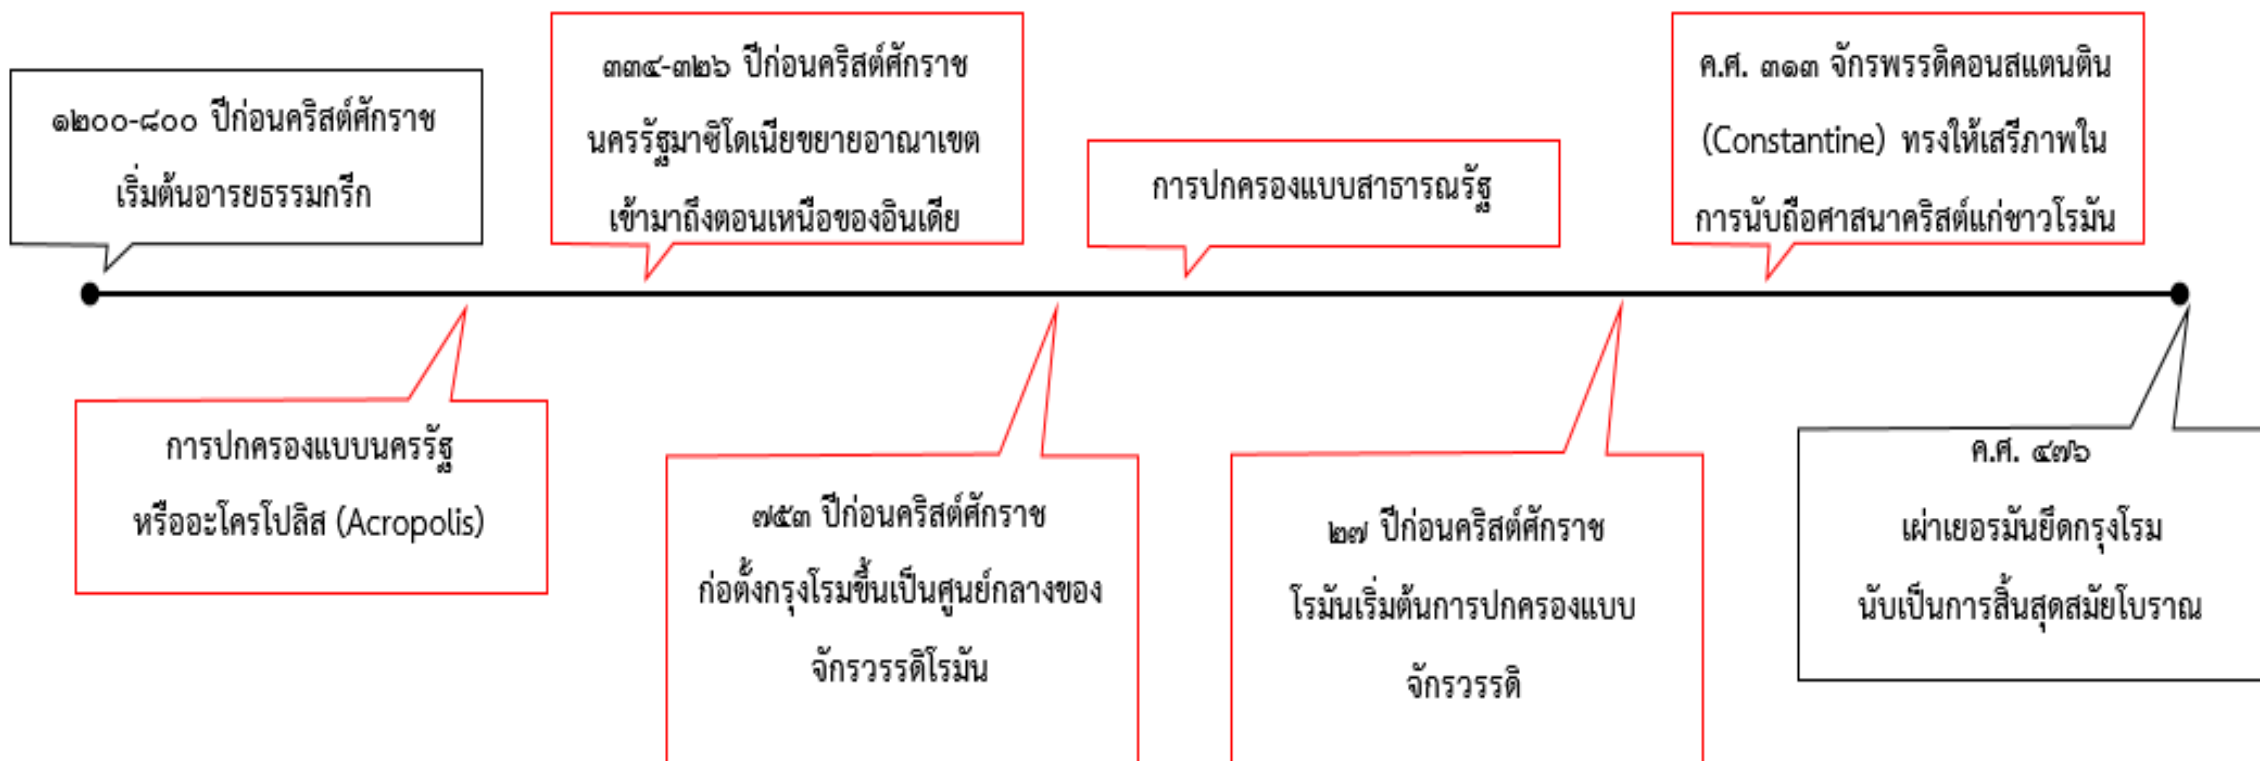 ๑๒๐๐-๘๐๐ ปีก่อนคริสต์ศักราช
เริ่มต้นอารยธรรมกรีก
การปกครองแบบนครรัฐ
หรืออะโครโปลิส (Acropolis)
๓๓๔-๓๒๖ ปีก่อนคริสต์ศักราช
นครรัฐมาซิโดเนียขยายอาณาเขต
เข้ามาถึงตอนเหนือของอินเดีย
๗๕๓ ปีก่อนคริสต์ศักราช
ก่อตั้งกรุงโรมขึ้นเป็นศูนย์กลางของ
จักรวรรดิโรมัน
การปกครองแบบสาธารณรัฐ
๒๗ ปีก่อนคริสต์ศักราช
โรมันเริ่มต้นการปกครองแบบ
จักรวรรดิ
ค.ศ. ๓๑๓ จักรพรรดิคอนสแตนติน
(Constantine) ทรงให้เสรีภาพใน
การนับถือศาสนาคริสต์แก่ชาวโรมัน
ค.ศ. ๔๗๖
เผ่าเยอรมันยึดกรุงโรม
นับเป็นการสิ้นสุดสมัยโบราณ